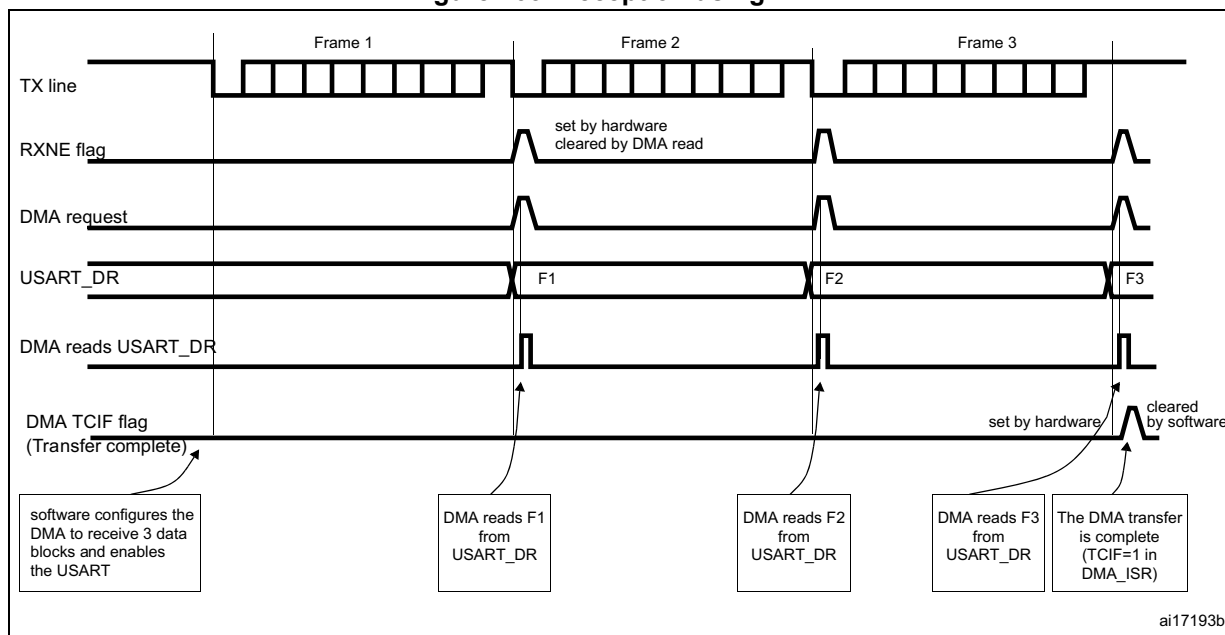 Frame 1
Frame 2
Frame 3
TX line
set by hardware
cleared by DMA read
RXNE flag
DMA request
USART_DR
F1
F2
F3
DMA reads USART_DR
DMA TCIF flag
(Transfer complete)
set by hardware
cleared
by software
software configures the
DMA to receive 3 data
blocks and enables
the USART
DMA reads F1
from
USART_DR
DMA reads F2
from
USART_DR
DMA reads F3
from
USART_DR
The DMA transfer
is complete
(TCIF=1 in
DMA_ISR)
ai17193b